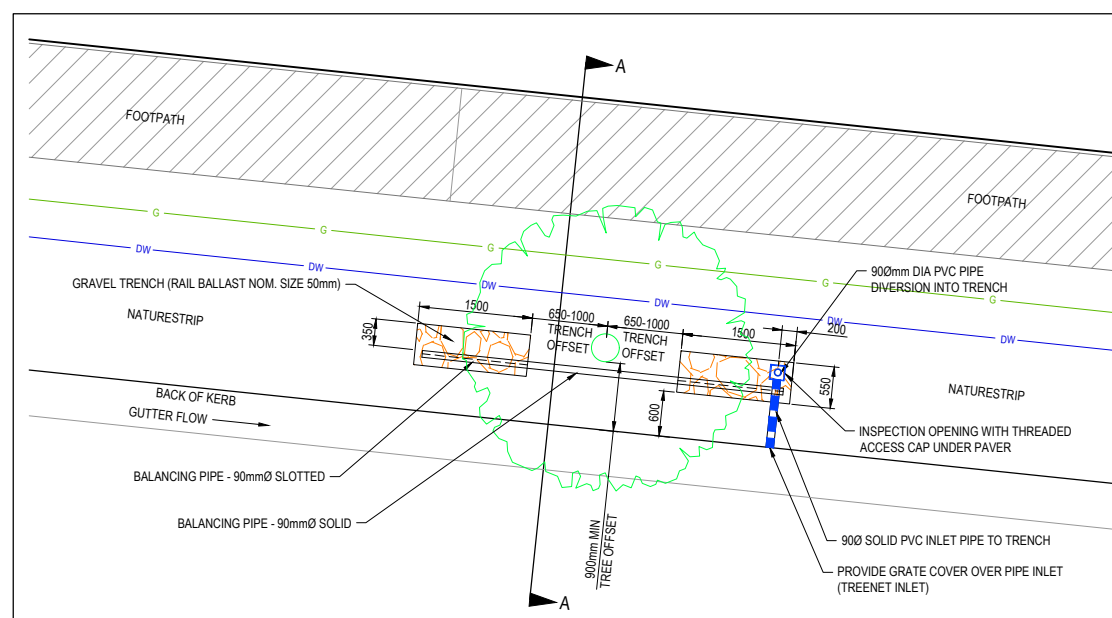 A
FOOTPATH
FOOTPATH
G
G
G
G
G
G
DW
DW
DW
DW
DW
DW
90Ømm DIA PVC PIPE
DIVERSION INTO TRENCH
GRAVEL TRENCH (RAIL BALLAST NOM. SIZE 50mm)
NATURESTRIP
1500
650-1000
TRENCH
OFFSET
650-1000
TRENCH
OFFSET
1500
200
350
550
600
NATURESTRIP
BACK OF KERB
GUTTER FLOW
INSPECTION OPENING WITH THREADED
ACCESS CAP UNDER PAVER
BALANCING PIPE - 90mmØ SLOTTED
BALANCING PIPE - 90mmØ SOLID
900mm MIN
TREE OFFSET
90Ø SOLID PVC INLET PIPE TO TRENCH
PROVIDE GRATE COVER OVER PIPE INLET
(TREENET INLET)
A